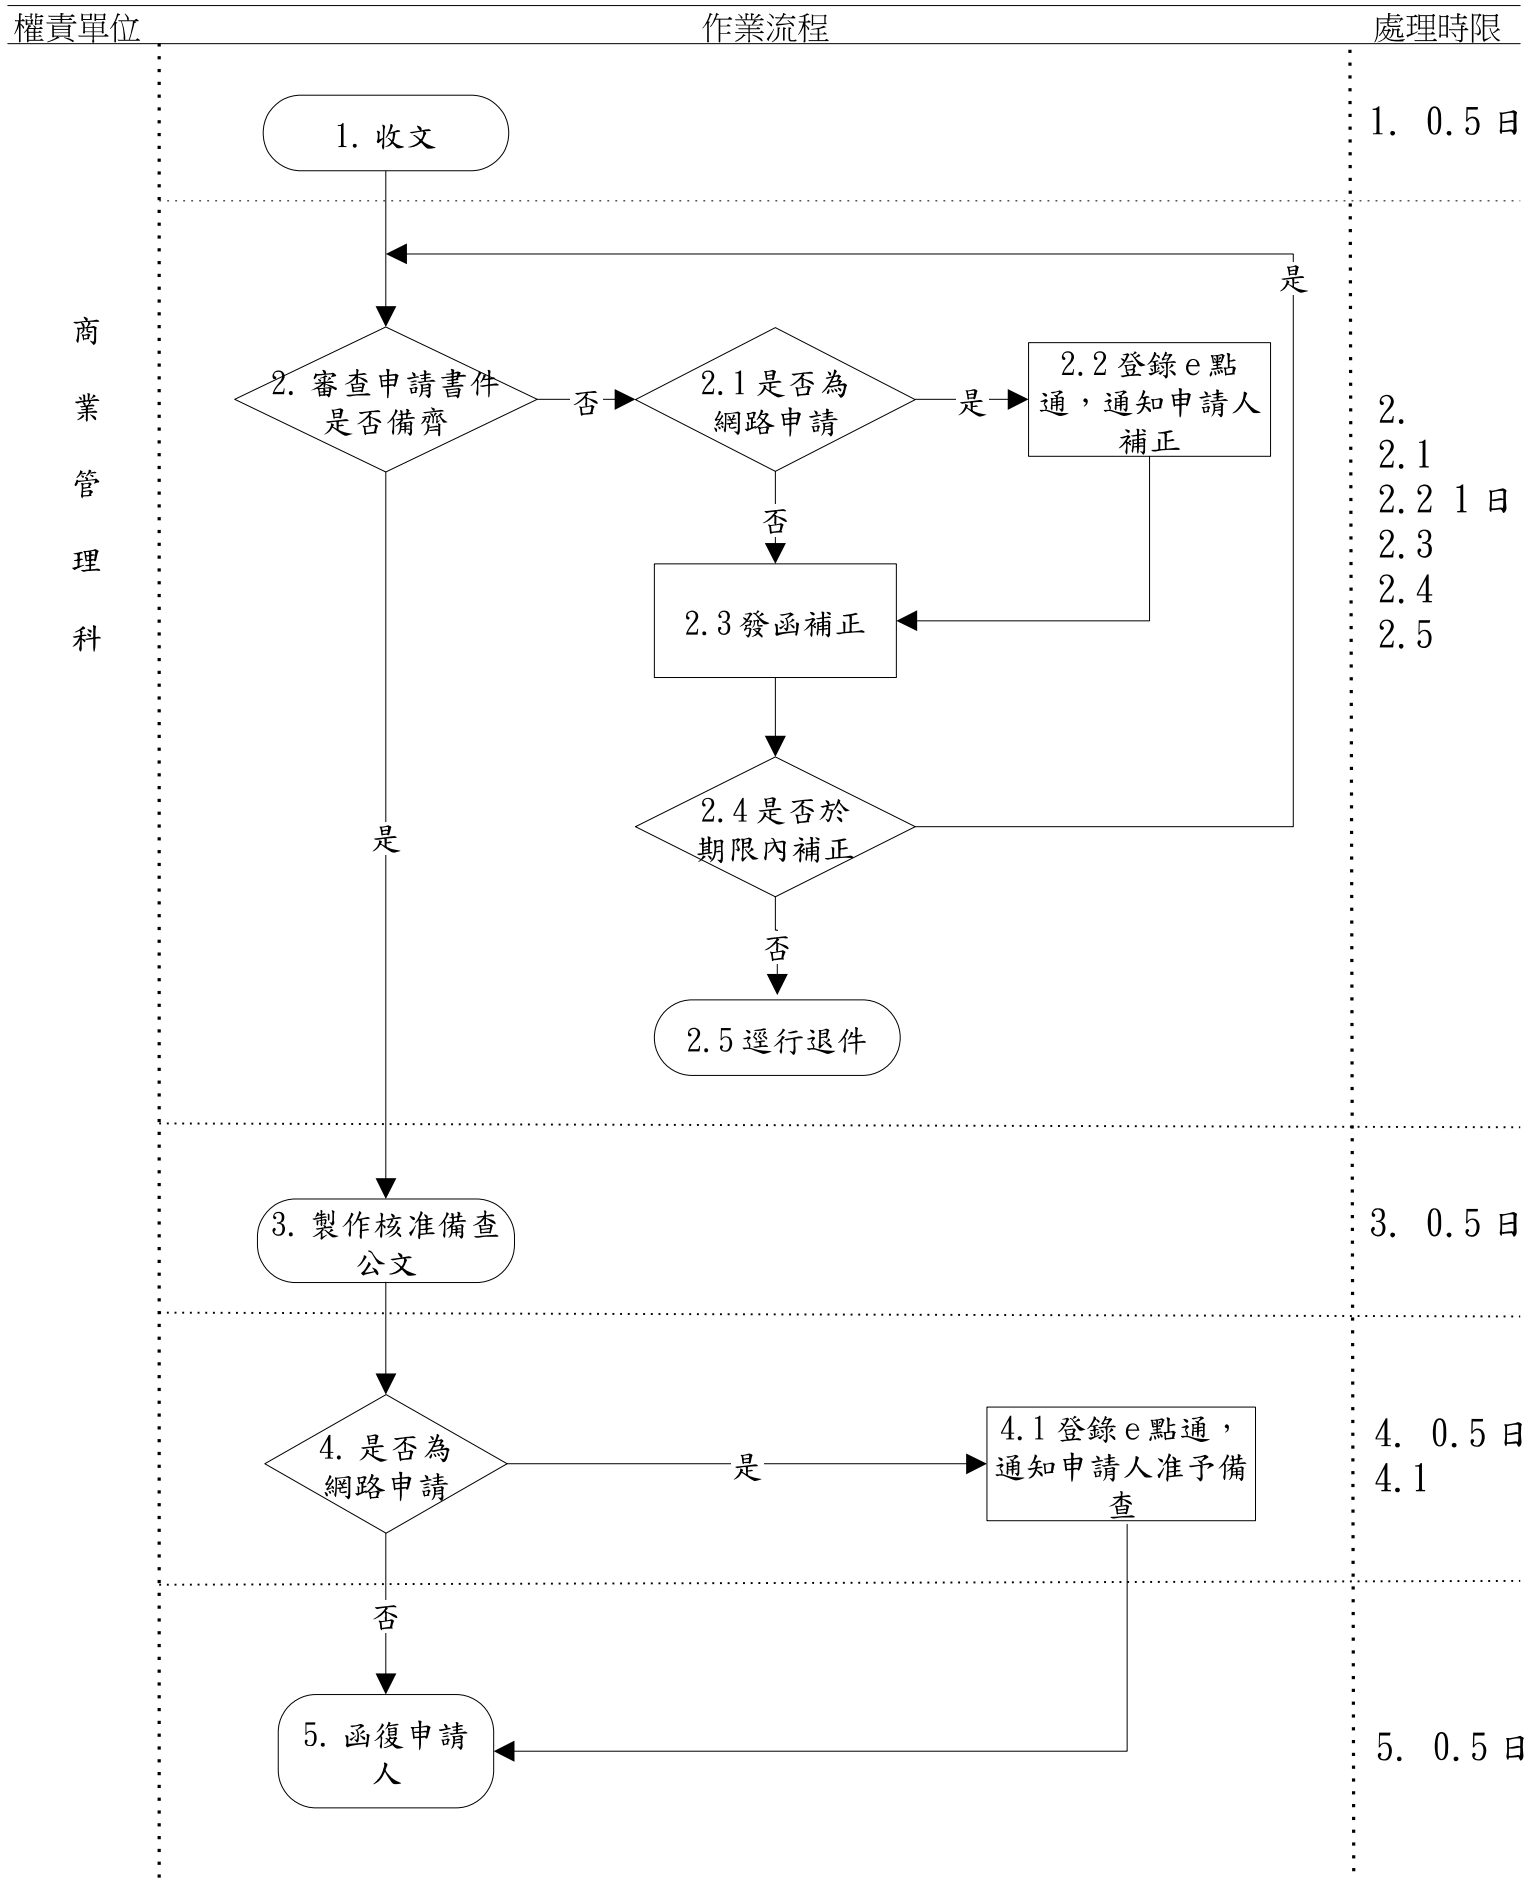 權責單位
作業流程
處理時限
商
業
管
理
科
1. 收文
1. 0.5日
是
2. 審查申請書件
是否備齊
否
2.1是否為
網路申請
是
2.2登錄e點
通，通知申請人
補正
否
2.3發函補正
是
2.4是否於
期限內補正
否
2.5逕行退件
2.
2.1
2.2 1日
2.3
2.4
2.5
3. 製作核准備查
公文
3. 0.5日
4. 是否為
網路申請
是
4.1登錄e點通，
通知申請人准予備
查
4. 0.5日
4.1
否
5. 函復申請
人
5. 0.5日